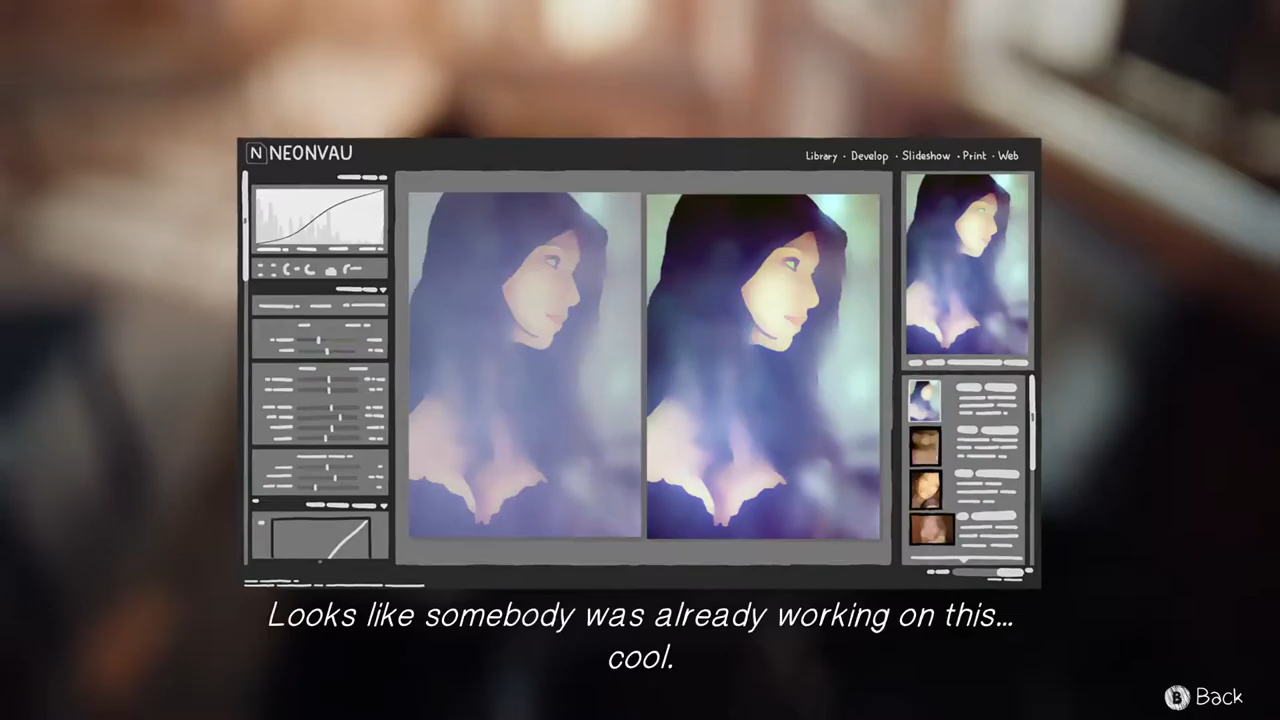 N NEONVAU
Library · Develop · Slideshow · Print · Web
Looks like somebody was already working on this...
cool.
B Back